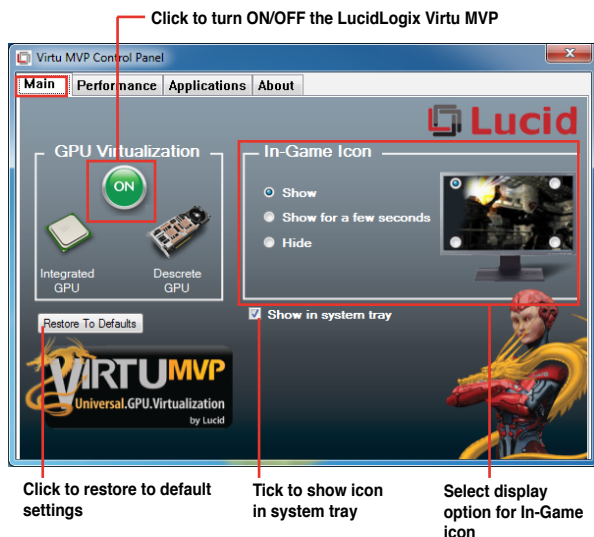 Click to turn ON/OFF the LucidLogix Virtu MVP
Virtu MVP Control Panel
Main Performance Applications About
Lucid
GPU Virtualization
In-Game Icon
ON
Show
Show for a few seconds
Hide
Integrated
GPU
Descrete
GPU
Restore To Defaults
Show in system tray
VIRTUMVP
Universal.GPU.Virtualization
by Lucid
Click to restore to default
settings
Tick to show icon
in system tray
Select display
option for In-Game
icon